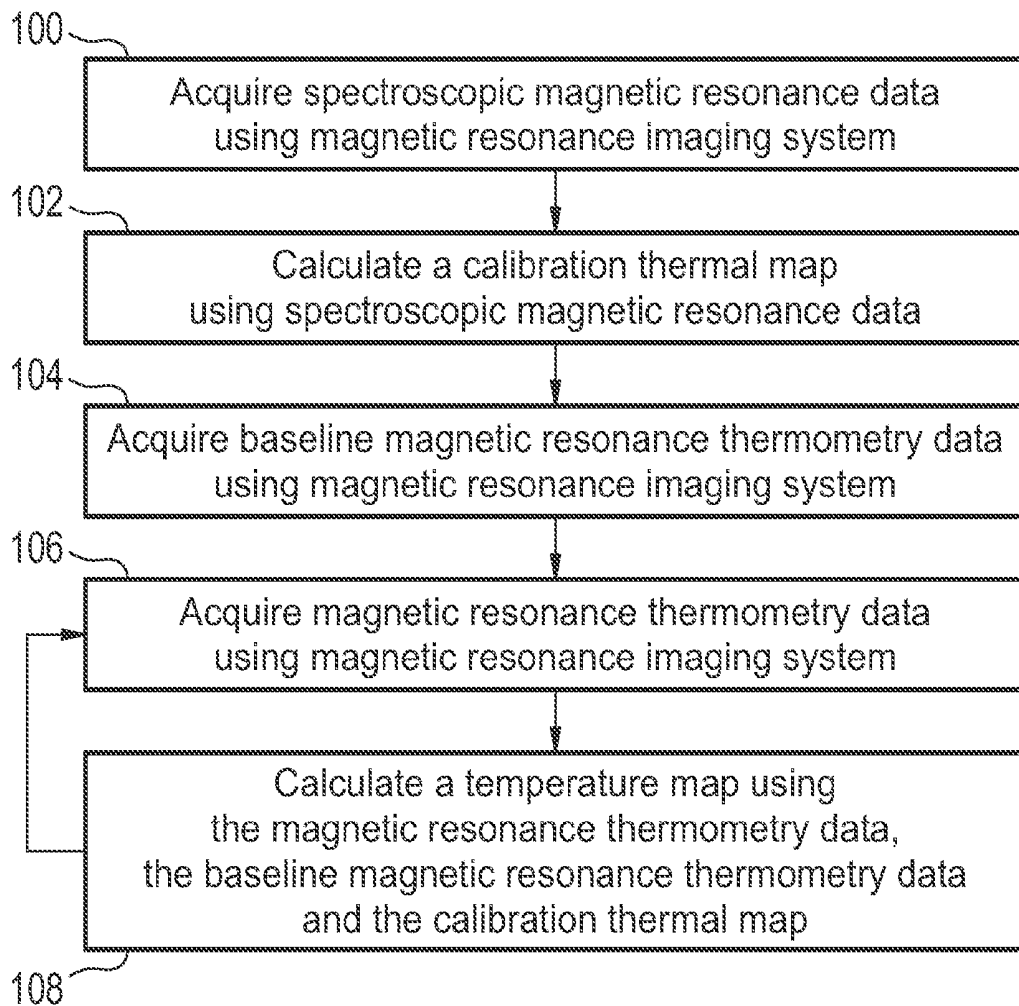 100
Acquire spectroscopic magnetic resonance data
using magnetic resonance imaging system
102
Calculate a calibration thermal map
using spectroscopic magnetic resonance data
104
Acquire baseline magnetic resonance thermometry data
using magnetic resonance imaging system
106
Acquire magnetic resonance thermometry data
using magnetic resonance imaging system
Calculate a temperature map using
the magnetic resonance thermometry data,
the baseline magnetic resonance thermometry data
and the calibration thermal map
108